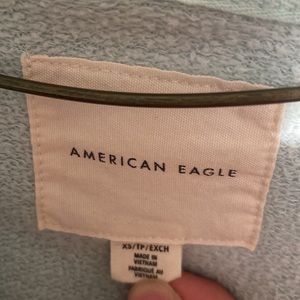 AMERICAN EAGLE
XS/TP/EXCH
MADE IN
VIETNAM
FABRIQUÉ AU
VIETNAM